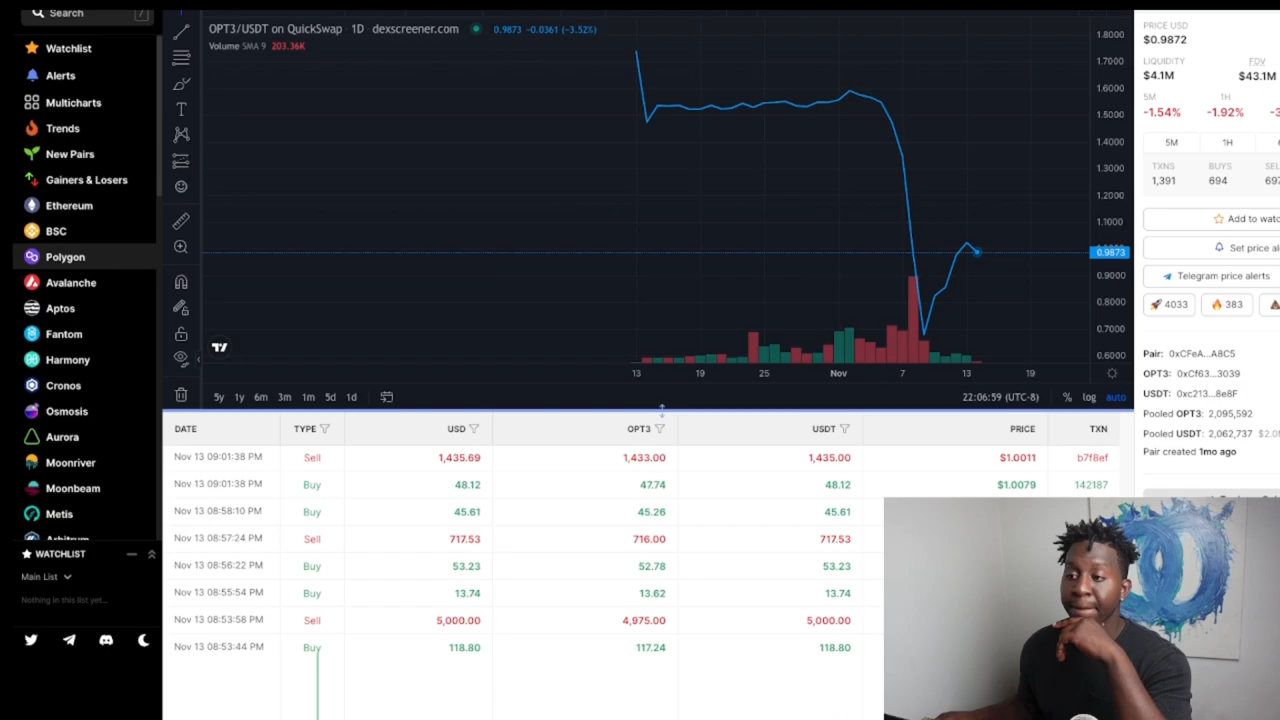 Search /
Watchlist
Alerts
Multicharts
Trends
New Pairs
Gainers & Losers
Ethereum
BSC
Polygon
Avalanche
Aptos
Fantom
Harmony
Cronos
Osmosis
Aurora
Moonriver
Moonbeam
Metis
Arbitrum
WATCHLIST
Main List
Nothing in this list yet...
OPT3/USDT on QuickSwap · 1D · dexscreener.com 0.9873 -0.0361 (-3.52%)
Volume SMA 9 203.36K
1.8000
1.7000
1.6000
1.5000
1.4000
1.3000
1.2000
1.1000
0.9873
0.9000
0.8000
0.7000
0.6000
13 19 25 Nov 7 13 19
5y 1y 6m 3m 1m 5d 1d 22:06:59 (UTC-8) % log auto
DATE TYPE USD OPT3 USDT PRICE TXN
Nov 13 09:01:38 PM Sell 1,435.69 1,433.00 1,435.00 $1.0011 b7f8ef
Nov 13 09:01:38 PM Buy 48.12 47.74 48.12 $1.0079 142187
Nov 13 08:58:10 PM Buy 45.61 45.26 45.61
Nov 13 08:57:24 PM Sell 717.53 716.00 717.53
Nov 13 08:56:22 PM Buy 53.23 52.78 53.23
Nov 13 08:55:54 PM Buy 13.74 13.62 13.74
Nov 13 08:53:58 PM Sell 5,000.00 4,975.00 5,000.00
Nov 13 08:53:44 PM Buy 118.80 117.24 118.80
PRICE USD
$0.9872
LIQUIDITY FDV
$4.1M $43.1M
5M 1H
-1.54% -1.92% -3
5M 1H
TXNS BUYS SEL
1,391 694 697
Add to watc
Set price al
Telegram price alerts
4033 383
Pair: 0xCFeA...A8C5
OPT3: 0xCf63...3039
USDT: 0xc213...8e8F
Pooled OPT3: 2,095,592
Pooled USDT: 2,062,737 $2.0
Pair created 1mo ago